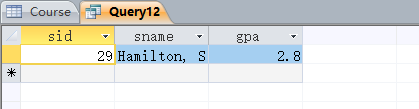 Course Query12
sid sname gpa
29 Hamilton, S 2.8